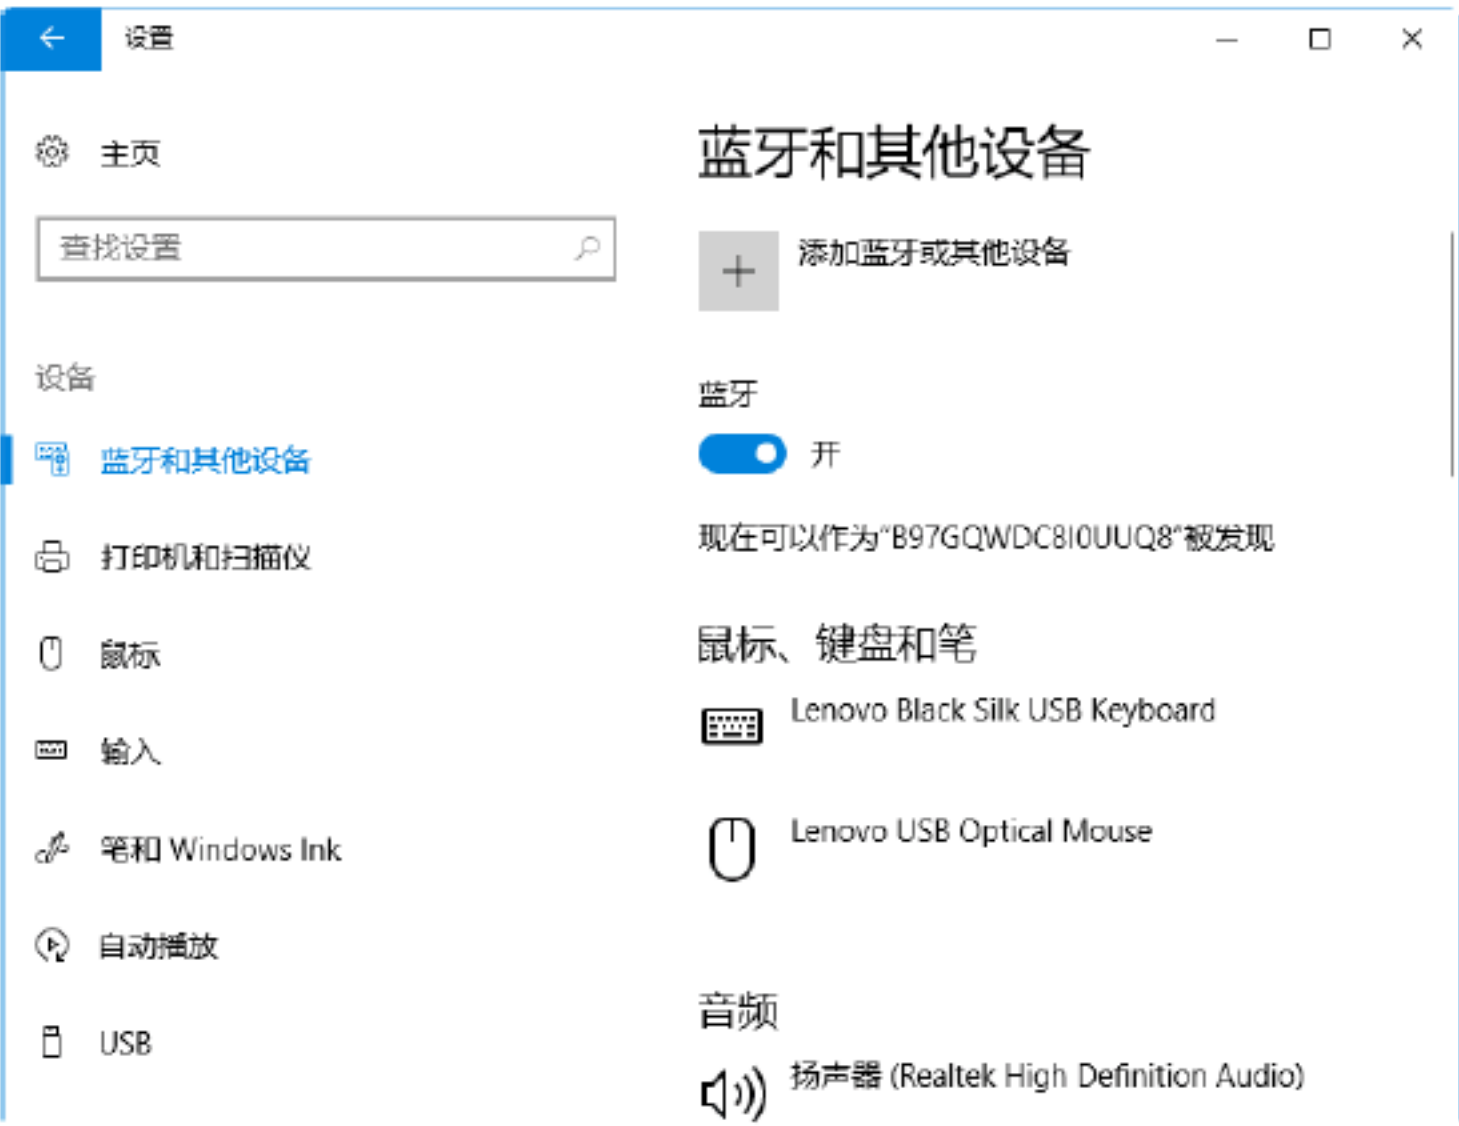 设置
主页
查找设置
设备
蓝牙和其他设备
打印机和扫描仪
鼠标
输入
笔和 Windows Ink
自动播放
USB
蓝牙和其他设备
添加蓝牙或其他设备
蓝牙
开
现在可以作为“B97GQWDC8I0UUQ8”被发现
鼠标、键盘和笔
Lenovo Black Silk USB Keyboard
Lenovo USB Optical Mouse
音频
扬声器 (Realtek High Definition Audio)